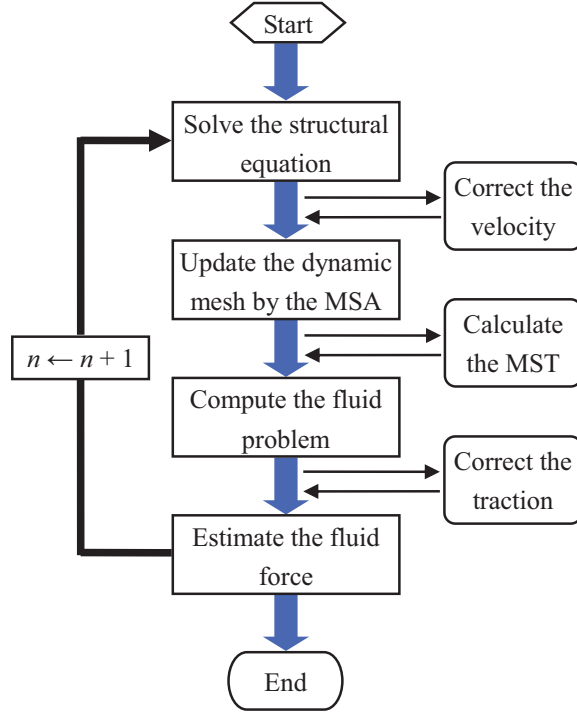 Start
Solve the structural
equation
Correct the
velocity
Update the dynamic
mesh by the MSA
Calculate
the MST
n ← n + 1
Compute the fluid
problem
Correct the
traction
Estimate the fluid
force
End